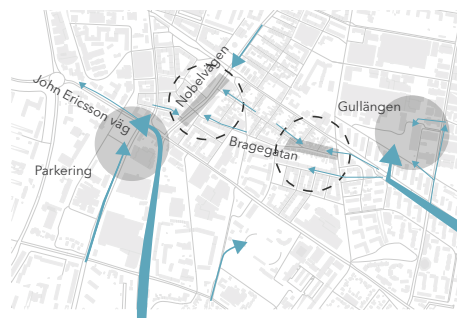 Nobelvägen
John Ericsson väg
Gullängen
Bragegatan
Parkering